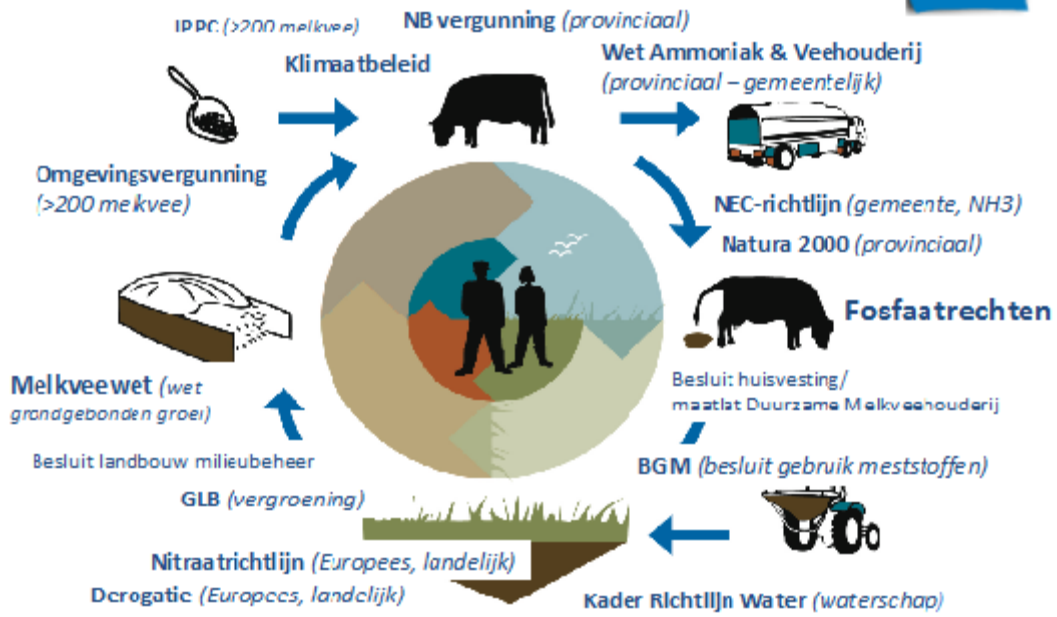 IPPC (>200 melkvee)
NB vergunning (provinciaal)
Klimaatbeleid
Wet Ammoniak & Veehouderij
(provinciaal – gemeentelijk)
Omgevingsvergunning
(>200 melkvee)
NEC-richtlijn (gemeente, NH3)
Natura 2000 (provinciaal)
Fosfaatrechten
Melkveewet (wet
grondgebonden groei)
Besluit huisvesting/
maatlat Duurzame Melkveehouderij
Besluit landbouw milieubeheer
BGM (besluit gebruik meststoffen)
GLB (vergroening)
Nitraatrichtlijn (Europees, landelijk)
Derogatie (Europees, landelijk)
Kader Richtlijn Water (waterschap)